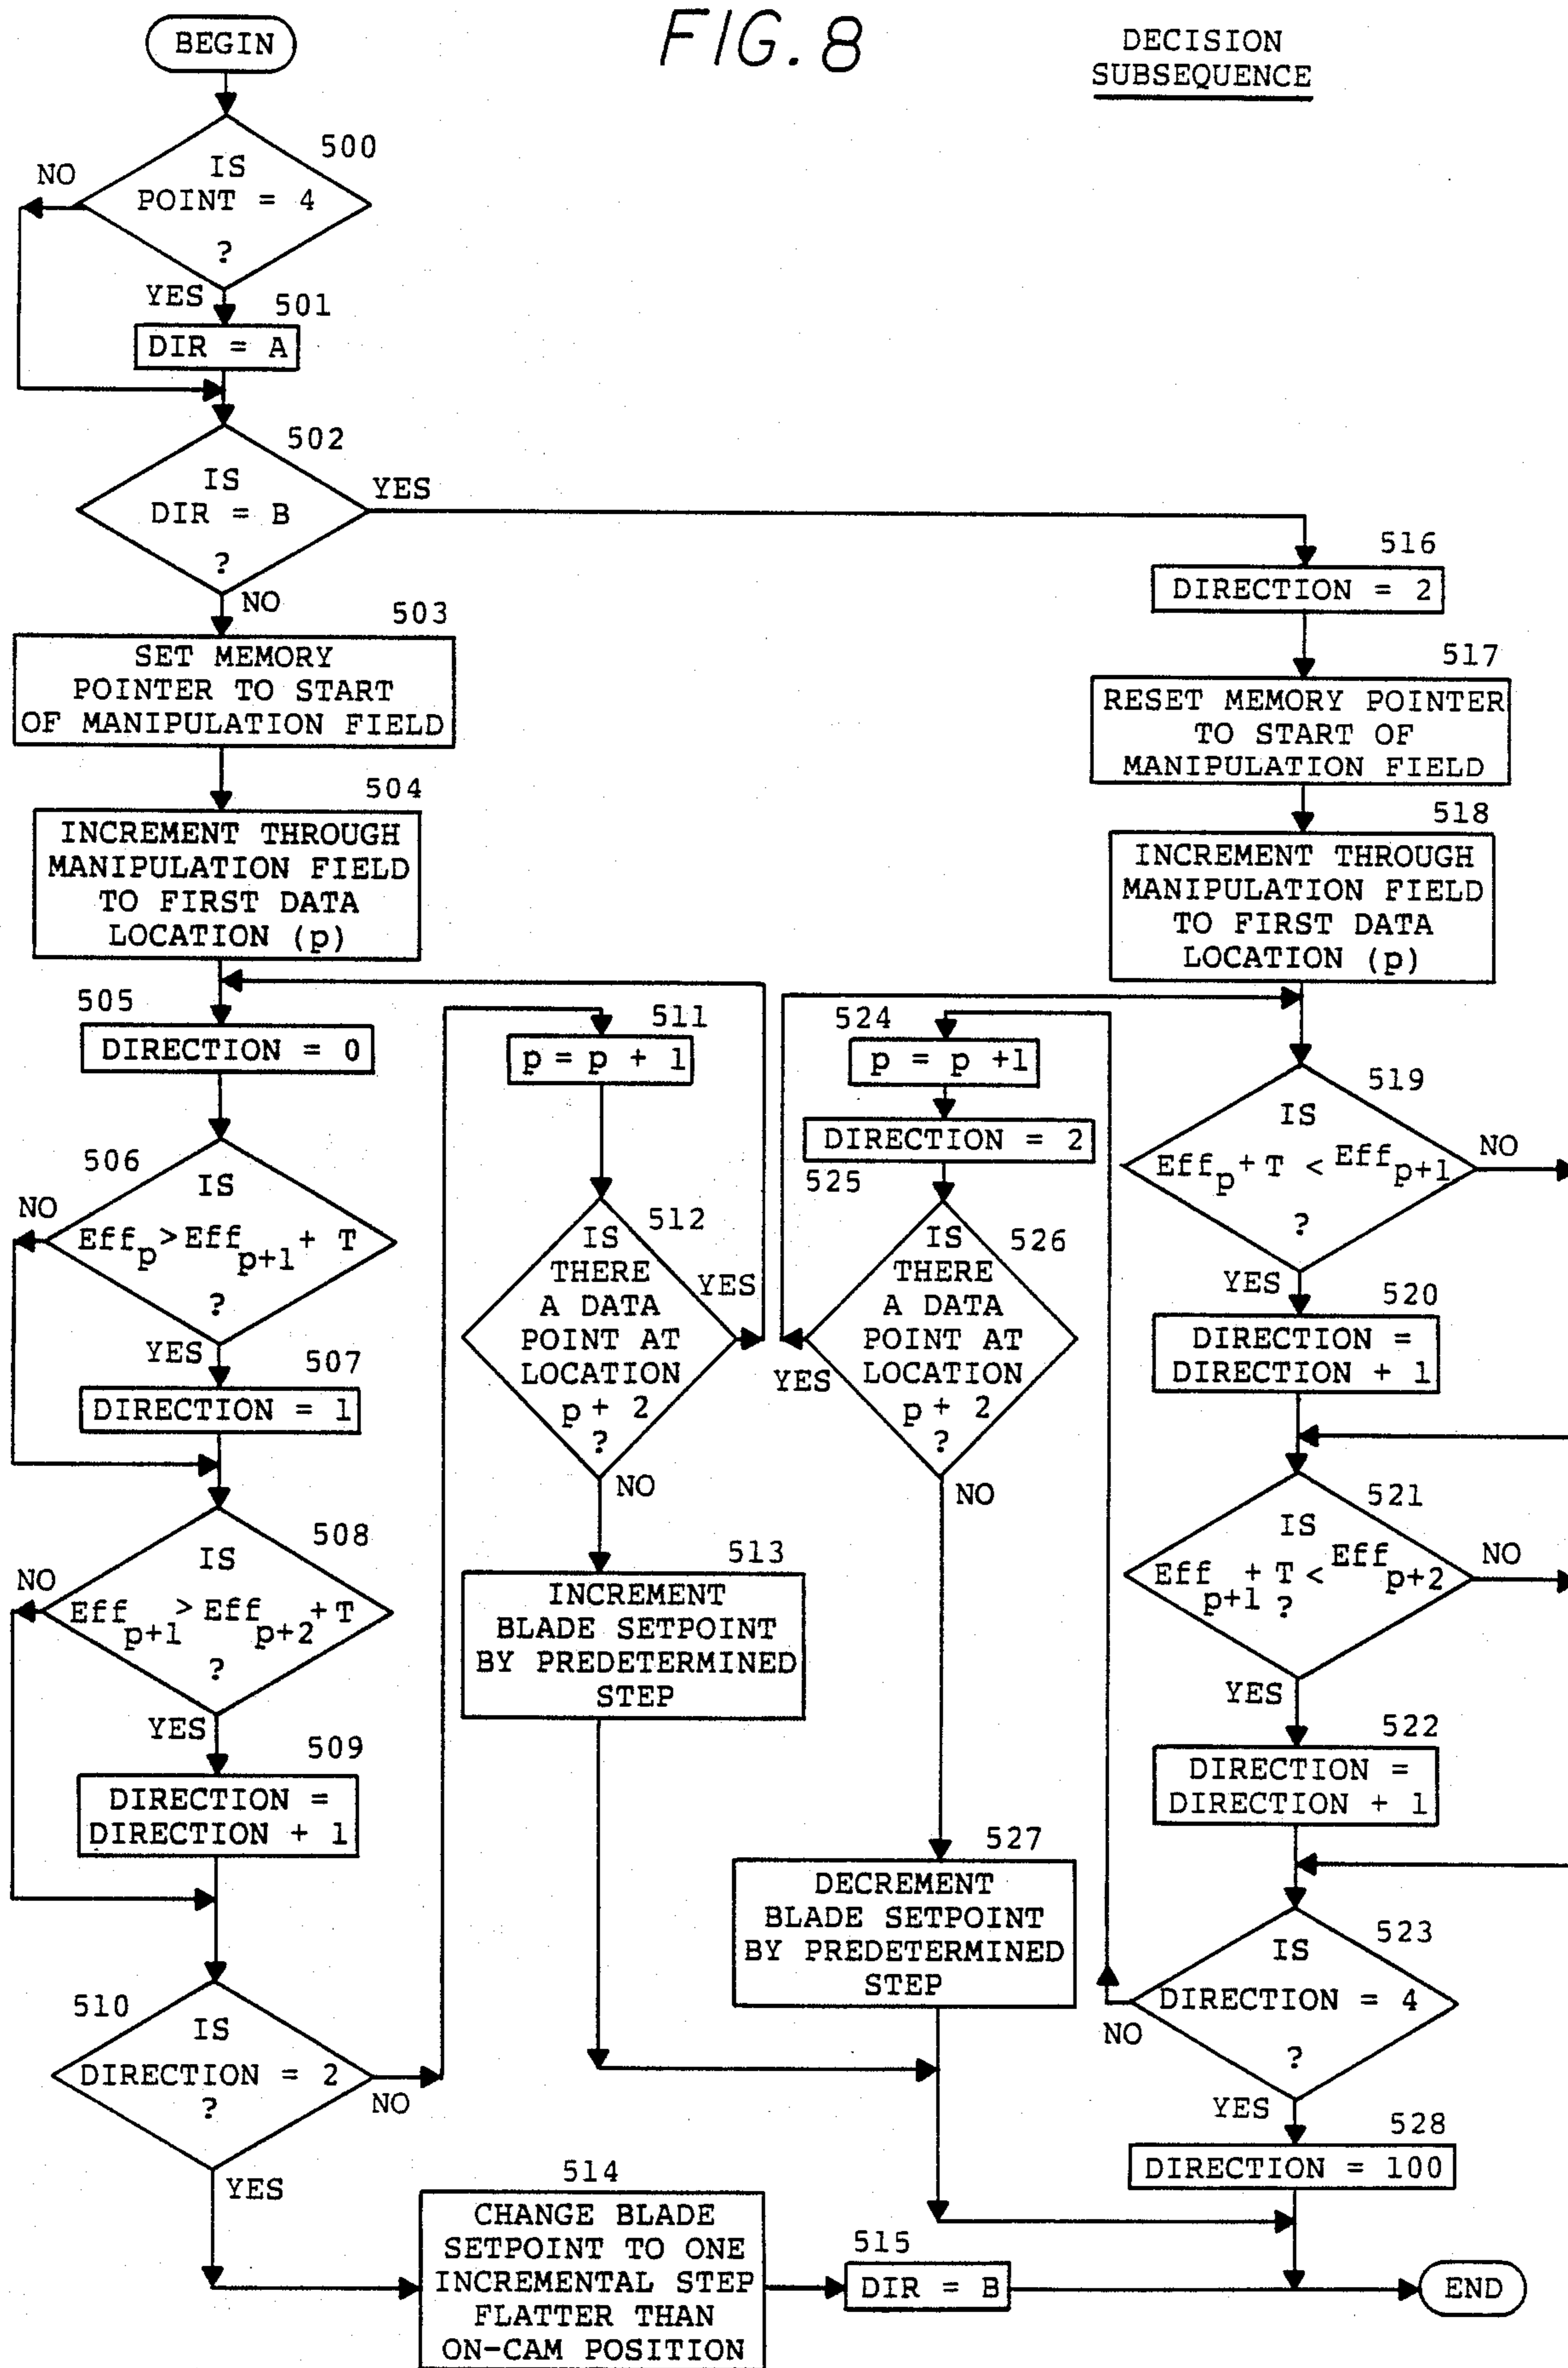 FIG. 8
DECISION
SUBSEQUENCE
BEGIN
500
IS
POINT = 4
?
NO
YES
501
DIR = A
502
IS
DIR = B
?
YES
NO
503
SET MEMORY
POINTER TO START
OF MANIPULATION FIELD
504
INCREMENT THROUGH
MANIPULATION FIELD
TO FIRST DATA
LOCATION (p)
505
DIRECTION = 0
506
IS
Eff_p > Eff_p+1 + T
?
NO
YES
507
DIRECTION = 1
508
IS
Eff_p+1 > Eff_p+2 + T
?
NO
YES
509
DIRECTION =
DIRECTION + 1
510
IS
DIRECTION = 2
?
NO
YES
511
p = p + 1
512
IS
THERE
A DATA
POINT AT
LOCATION
p + 2
?
YES
NO
513
INCREMENT
BLADE SETPOINT
BY PREDETERMINED
STEP
514
CHANGE BLADE
SETPOINT TO ONE
INCREMENTAL STEP
FLATTER THAN
ON-CAM POSITION
515
DIR = B
516
DIRECTION = 2
517
RESET MEMORY POINTER
TO START OF
MANIPULATION FIELD
518
INCREMENT THROUGH
MANIPULATION FIELD
TO FIRST DATA
LOCATION (p)
519
IS
Eff_p + T < Eff_p+1
?
NO
YES
520
DIRECTION =
DIRECTION + 1
521
IS
Eff_p+1 + T < Eff_p+2
?
NO
YES
522
DIRECTION =
DIRECTION + 1
523
IS
DIRECTION = 4
?
NO
YES
524
p = p +1
DIRECTION = 2
525
526
IS
THERE
A DATA
POINT AT
LOCATION
p + 2
?
YES
NO
527
DECREMENT
BLADE SETPOINT
BY PREDETERMINED
STEP
528
DIRECTION = 100
END